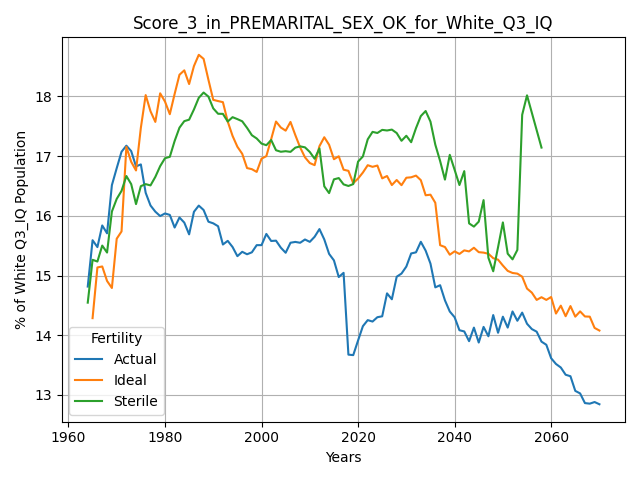 Score_3_in_PREMARITAL_SEX_OK_for_White_Q3_IQ
% of White Q3_IQ Population
18
17
16
15
14
13
Fertility
Actual
Ideal
Sterile
1960 1980 2000 2020 2040 2060
Years